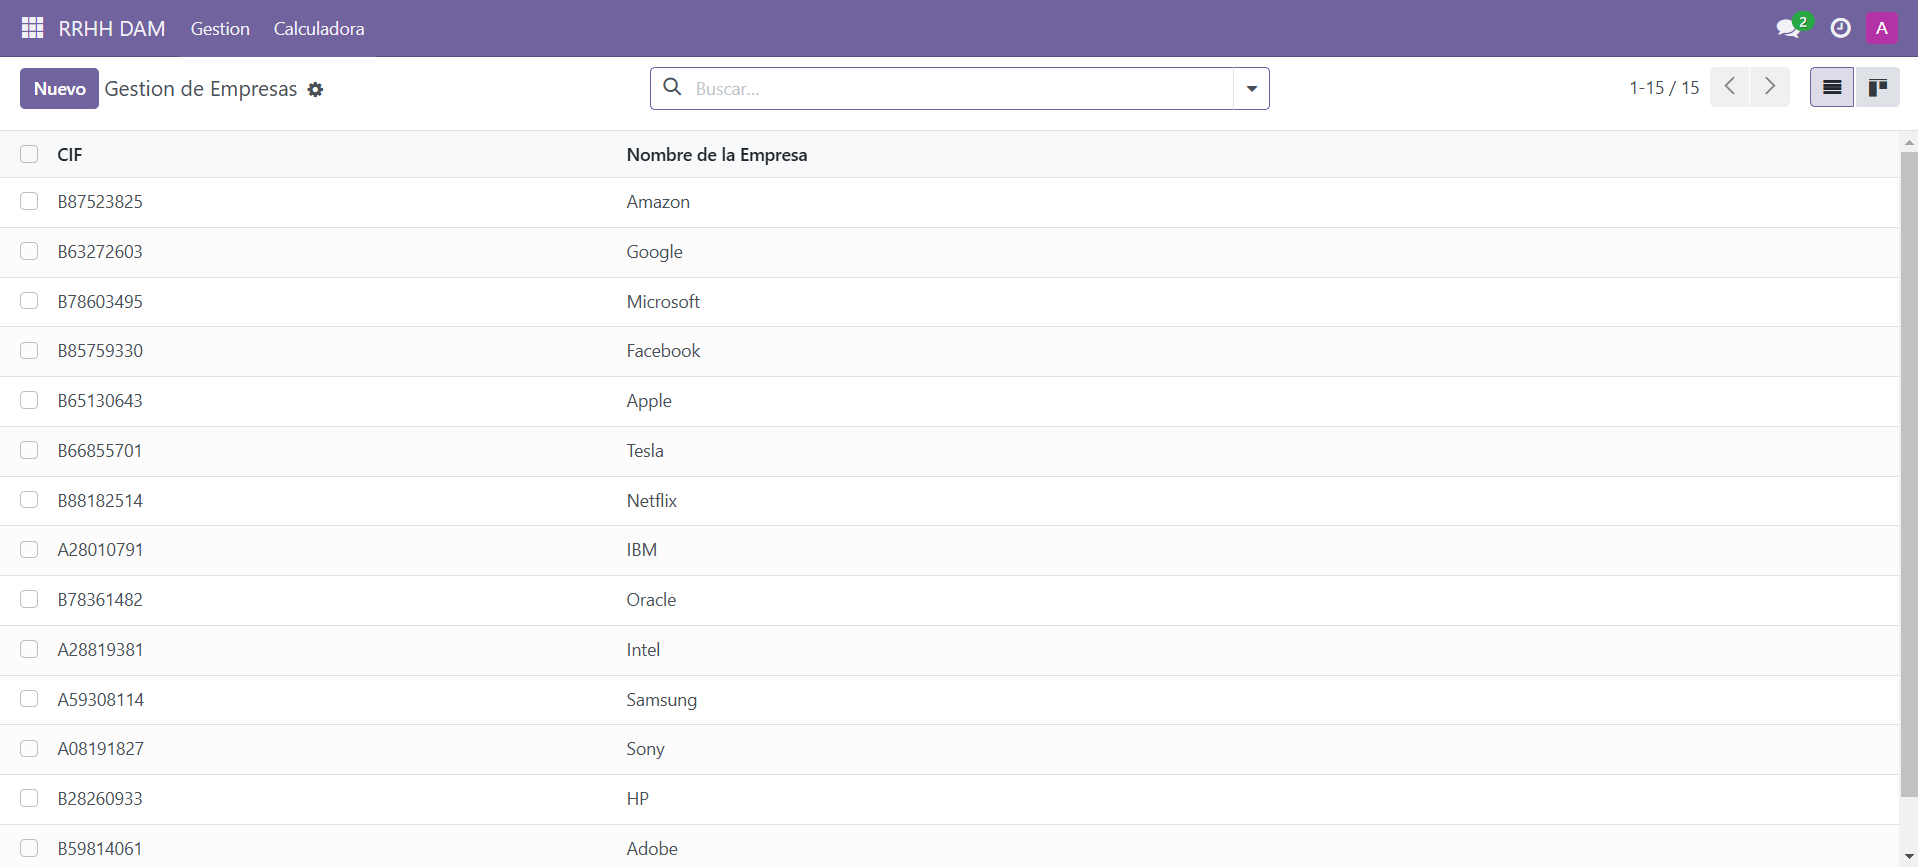 RRHH DAM Gestion Calculadora 2 A
Nuevo Gestion de Empresas Buscar... 1-15 / 15
CIF Nombre de la Empresa
B87523825 Amazon
B63272603 Google
B78603495 Microsoft
B85759330 Facebook
B65130643 Apple
B66855701 Tesla
B88182514 Netflix
A28010791 IBM
B78361482 Oracle
A28819381 Intel
A59308114 Samsung
A08191827 Sony
B28260933 HP
B59814061 Adobe